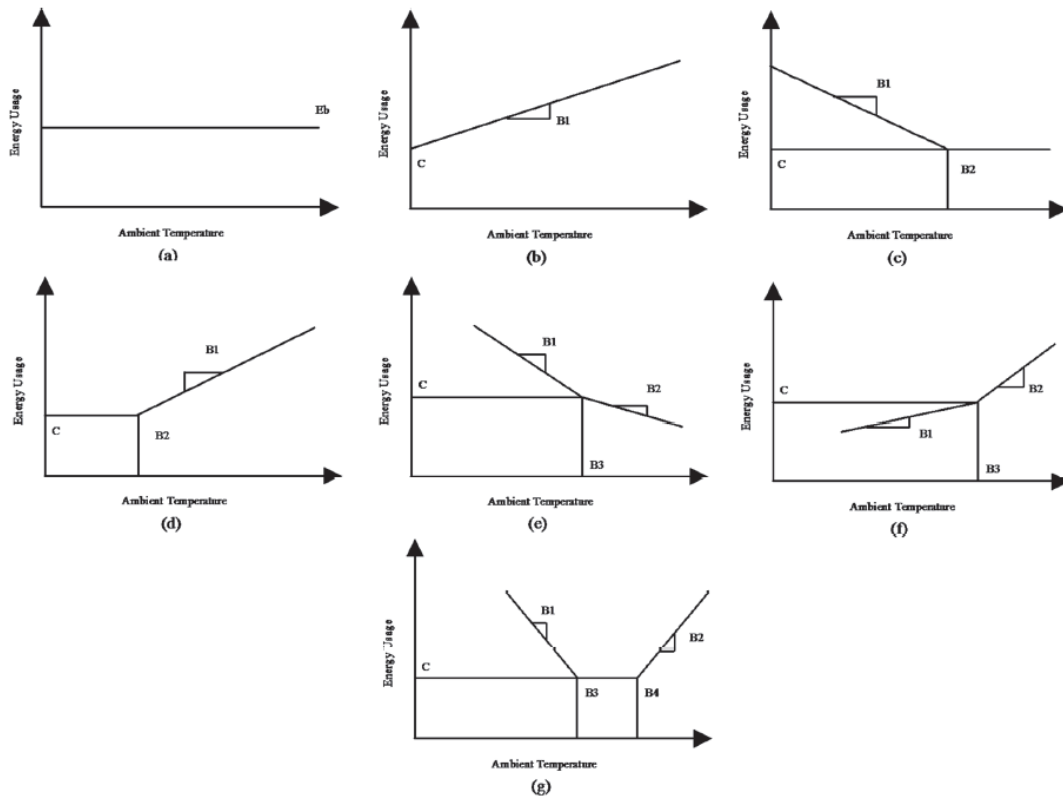 Energy Usage
Eb
Ambient Temperature
(a)
Energy Usage
B1
C
Ambient Temperature
(b)
Energy Usage
B1
C
B2
Ambient Temperature
(c)
Energy Usage
B1
C
B2
Ambient Temperature
(d)
Energy Usage
B1
C
B2
B3
Ambient Temperature
(e)
Energy Usage
C
B2
B1
B3
Ambient Temperature
(f)
Energy Usage
B1
B2
C
B3
B4
Ambient Temperature
(g)